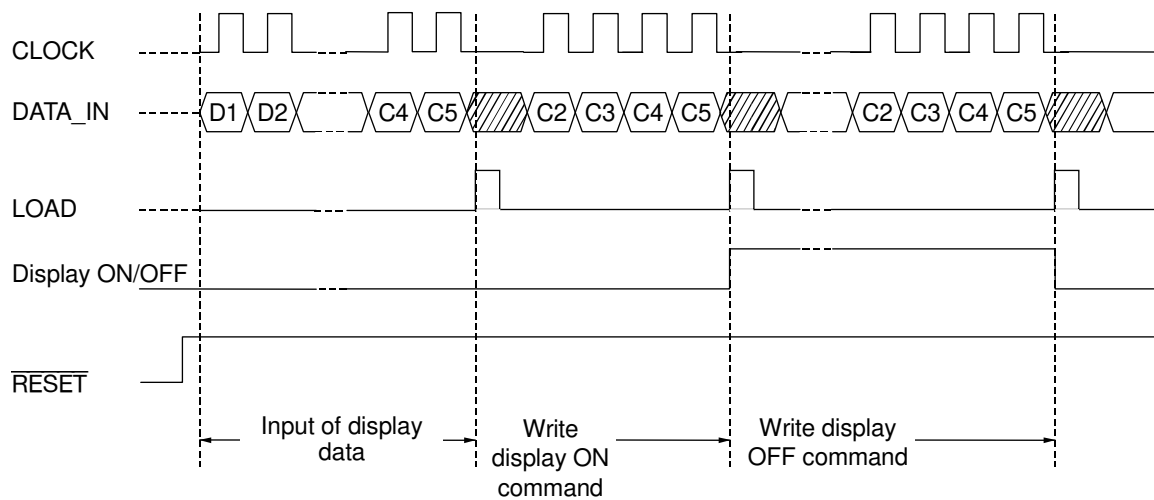 CLOCK
DATA_IN D1 D2 C4 C5 C2 C3 C4 C5 C2 C3 C4 C5
LOAD
Display ON/OFF
RESET
Input of display
data
Write
display ON
command
Write display
OFF command